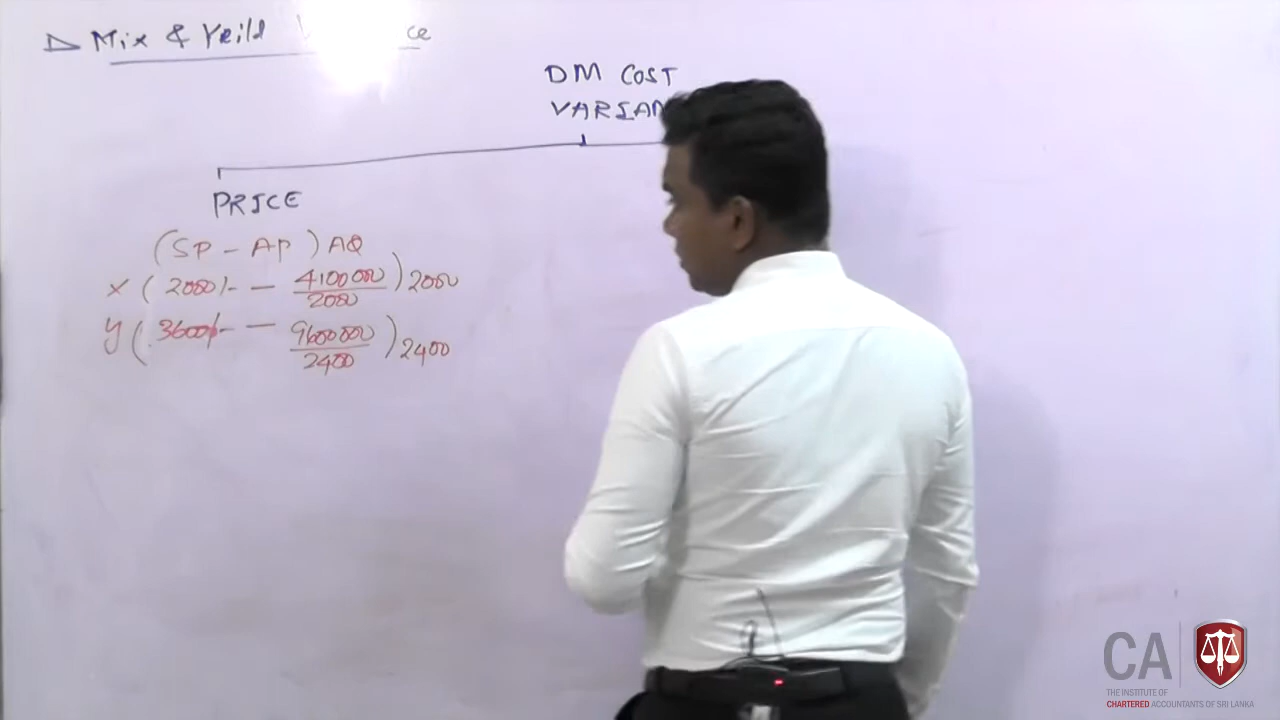 ▷ Mix & Yeild ce
DM COST
VARIAN
PRICE
(SP - AP) AQ
X (2000/- - 4100000/2000) 2000
Y (3600/- - 9600000/2400) 2400
CA
THE INSTITUTE OF
CHARTERED ACCOUNTANTS OF SRI LANKA